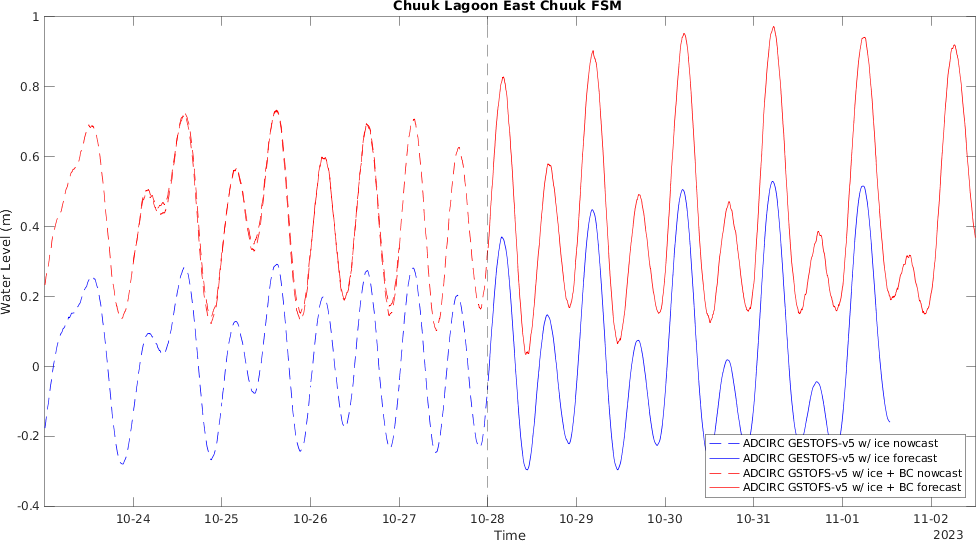 Chuuk Lagoon East Chuuk FSM
1
0.8
0.6
0.4
0.2
0
-0.2
-0.4
Water Level (m)
10-24 10-25 10-26 10-27 10-28 10-29 10-30 10-31 11-01 11-02
Time
2023
ADCIRC GESTOFS-v5 w/ ice nowcast
ADCIRC GESTOFS-v5 w/ ice forecast
ADCIRC GSTOFS-v5 w/ ice + BC nowcast
ADCIRC GSTOFS-v5 w/ ice + BC forecast